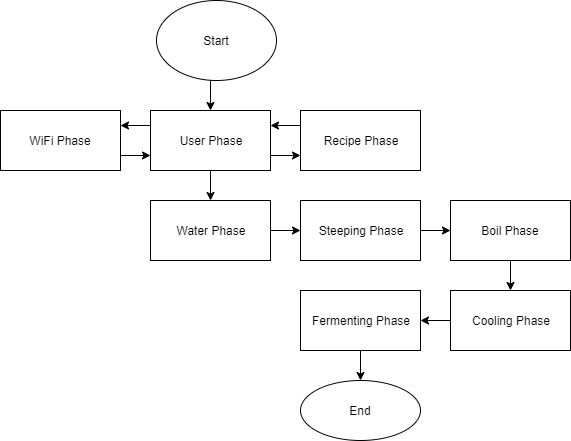 Start
WiFi Phase
User Phase
Recipe Phase
Water Phase
Steeping Phase
Boil Phase
Fermenting Phase
Cooling Phase
End